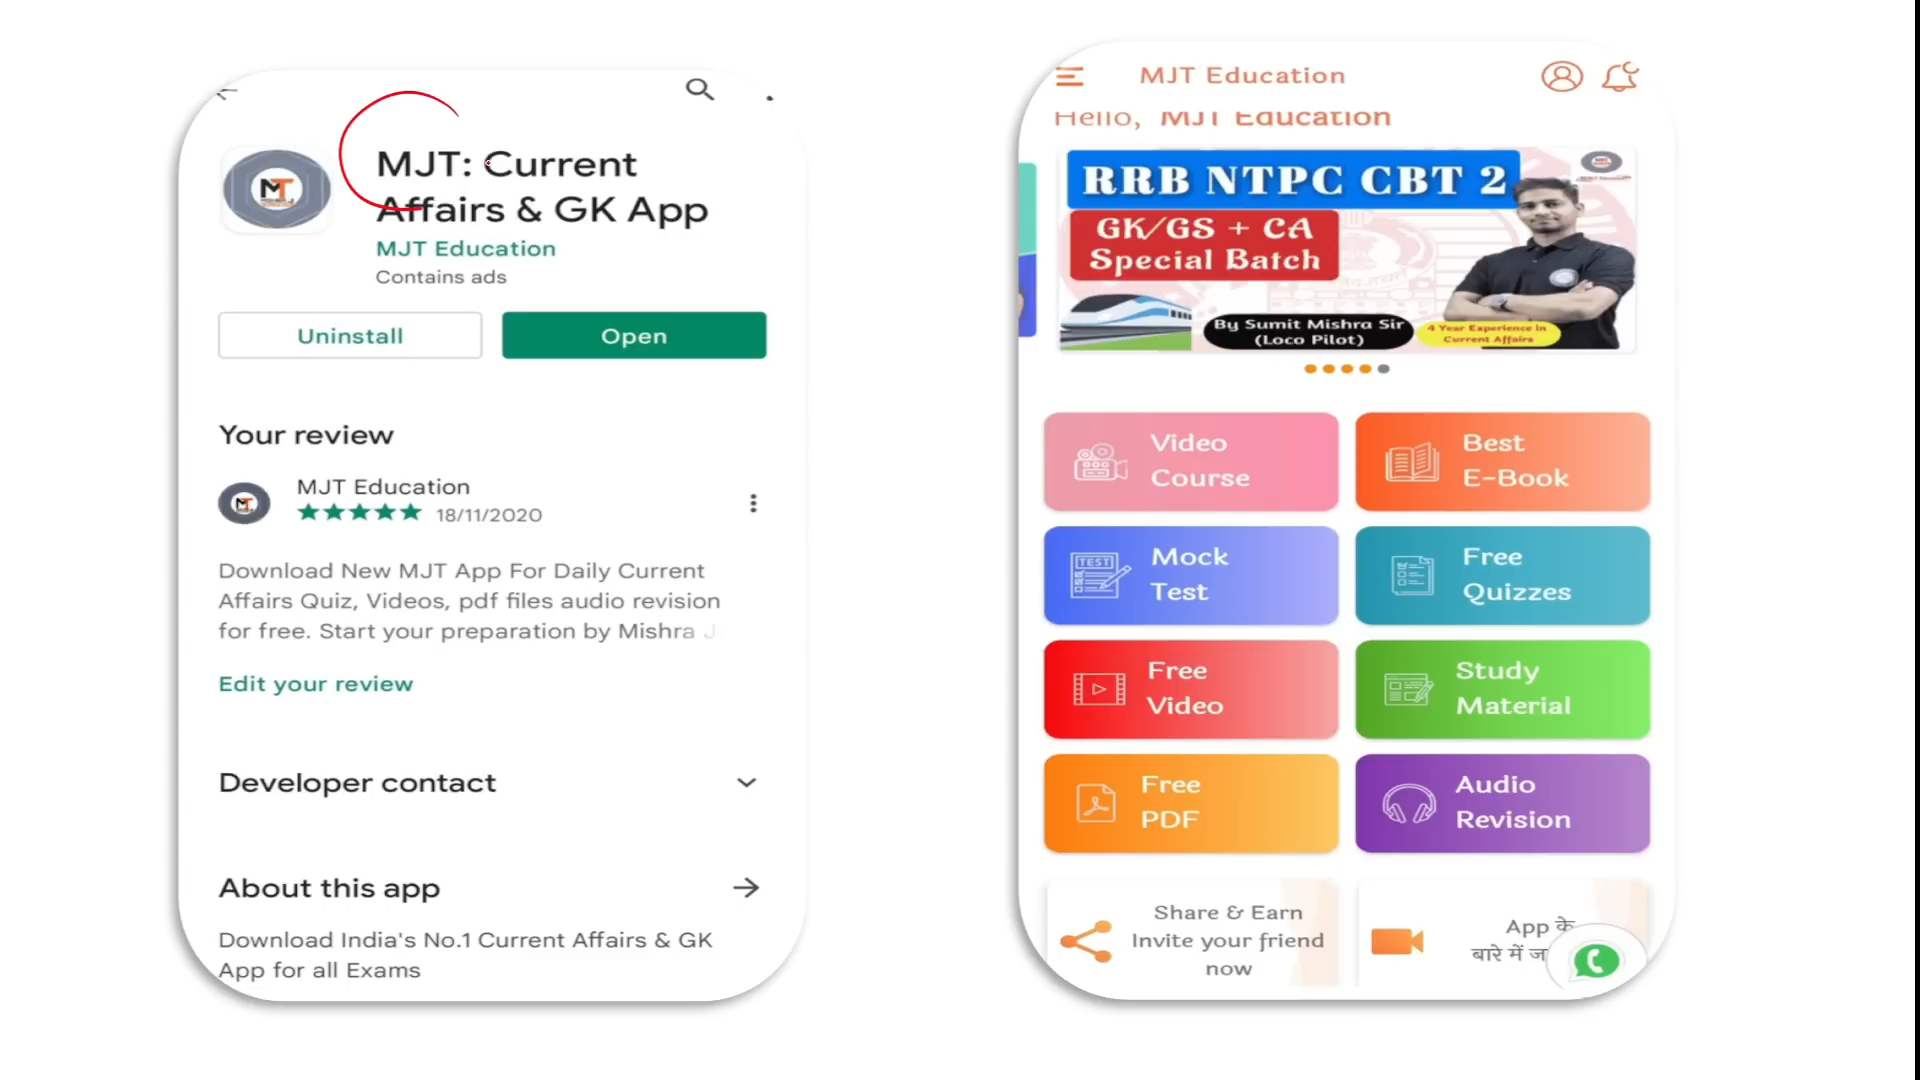 MJT: Current
Affairs & GK App
MJT Education
Contains ads
Uninstall
Open
Your review
MJT Education
18/11/2020
Download New MJT App For Daily Current
Affairs Quiz, Videos, pdf files audio revision
for free. Start your preparation by Mishra J
Edit your review
Developer contact
About this app
Download India's No.1 Current Affairs & GK
App for all Exams
MJT Education
Hello, MJT Education
RRB NTPC CBT 2
GK/GS + CA
Special Batch
By Sumit Mishra Sir
(Loco Pilot)
4 Year Experience in
Current Affairs
Video
Course
Best
E-Book
TEST
Mock
Test
Free
Quizzes
Free
Video
Study
Material
Free
PDF
Audio
Revision
Share & Earn
Invite your friend
now
App के
बारे में